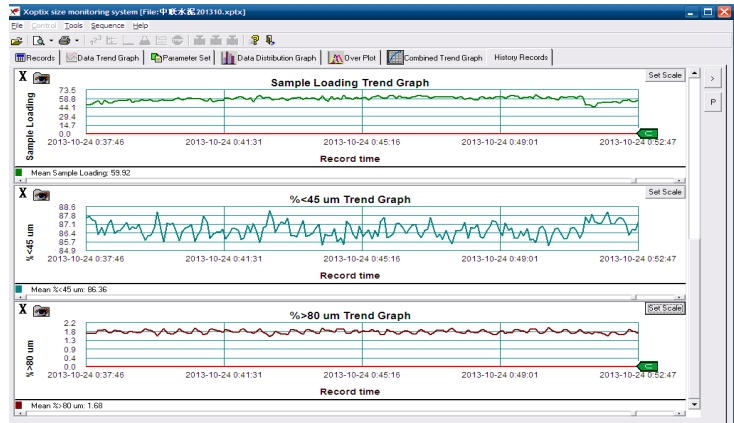 Xoptix size monitoring system [File:中联水泥201310.xptx]
File Control Tools Sequence Help
Records Data Trend Graph Parameter Set Data Distribution Graph Over Plot Combined Trend Graph History Records
X Sample Loading Trend Graph Set Scale >
P
Sample Loading
73.5
58.8
44.1
29.4
14.7
0.0
2013-10-24 0:37:46 2013-10-24 0:41:31 2013-10-24 0:45:16 2013-10-24 0:49:01 2013-10-24 0:52:47
Record time
Mean Sample Loading: 59.92
X %<45 um Trend Graph Set Scale
%<45 um
88.6
87.8
87.1
86.4
85.7
84.9
2013-10-24 0:37:46 2013-10-24 0:41:31 2013-10-24 0:45:16 2013-10-24 0:49:01 2013-10-24 0:52:47
Record time
Mean %<45 um: 86.36
X %>80 um Trend Graph Set Scale
%>80 um
2.2
1.8
1.3
0.9
0.4
0.0
2013-10-24 0:37:46 2013-10-24 0:41:31 2013-10-24 0:45:16 2013-10-24 0:49:01 2013-10-24 0:52:47
Record time
Mean %>80 um: 1.68